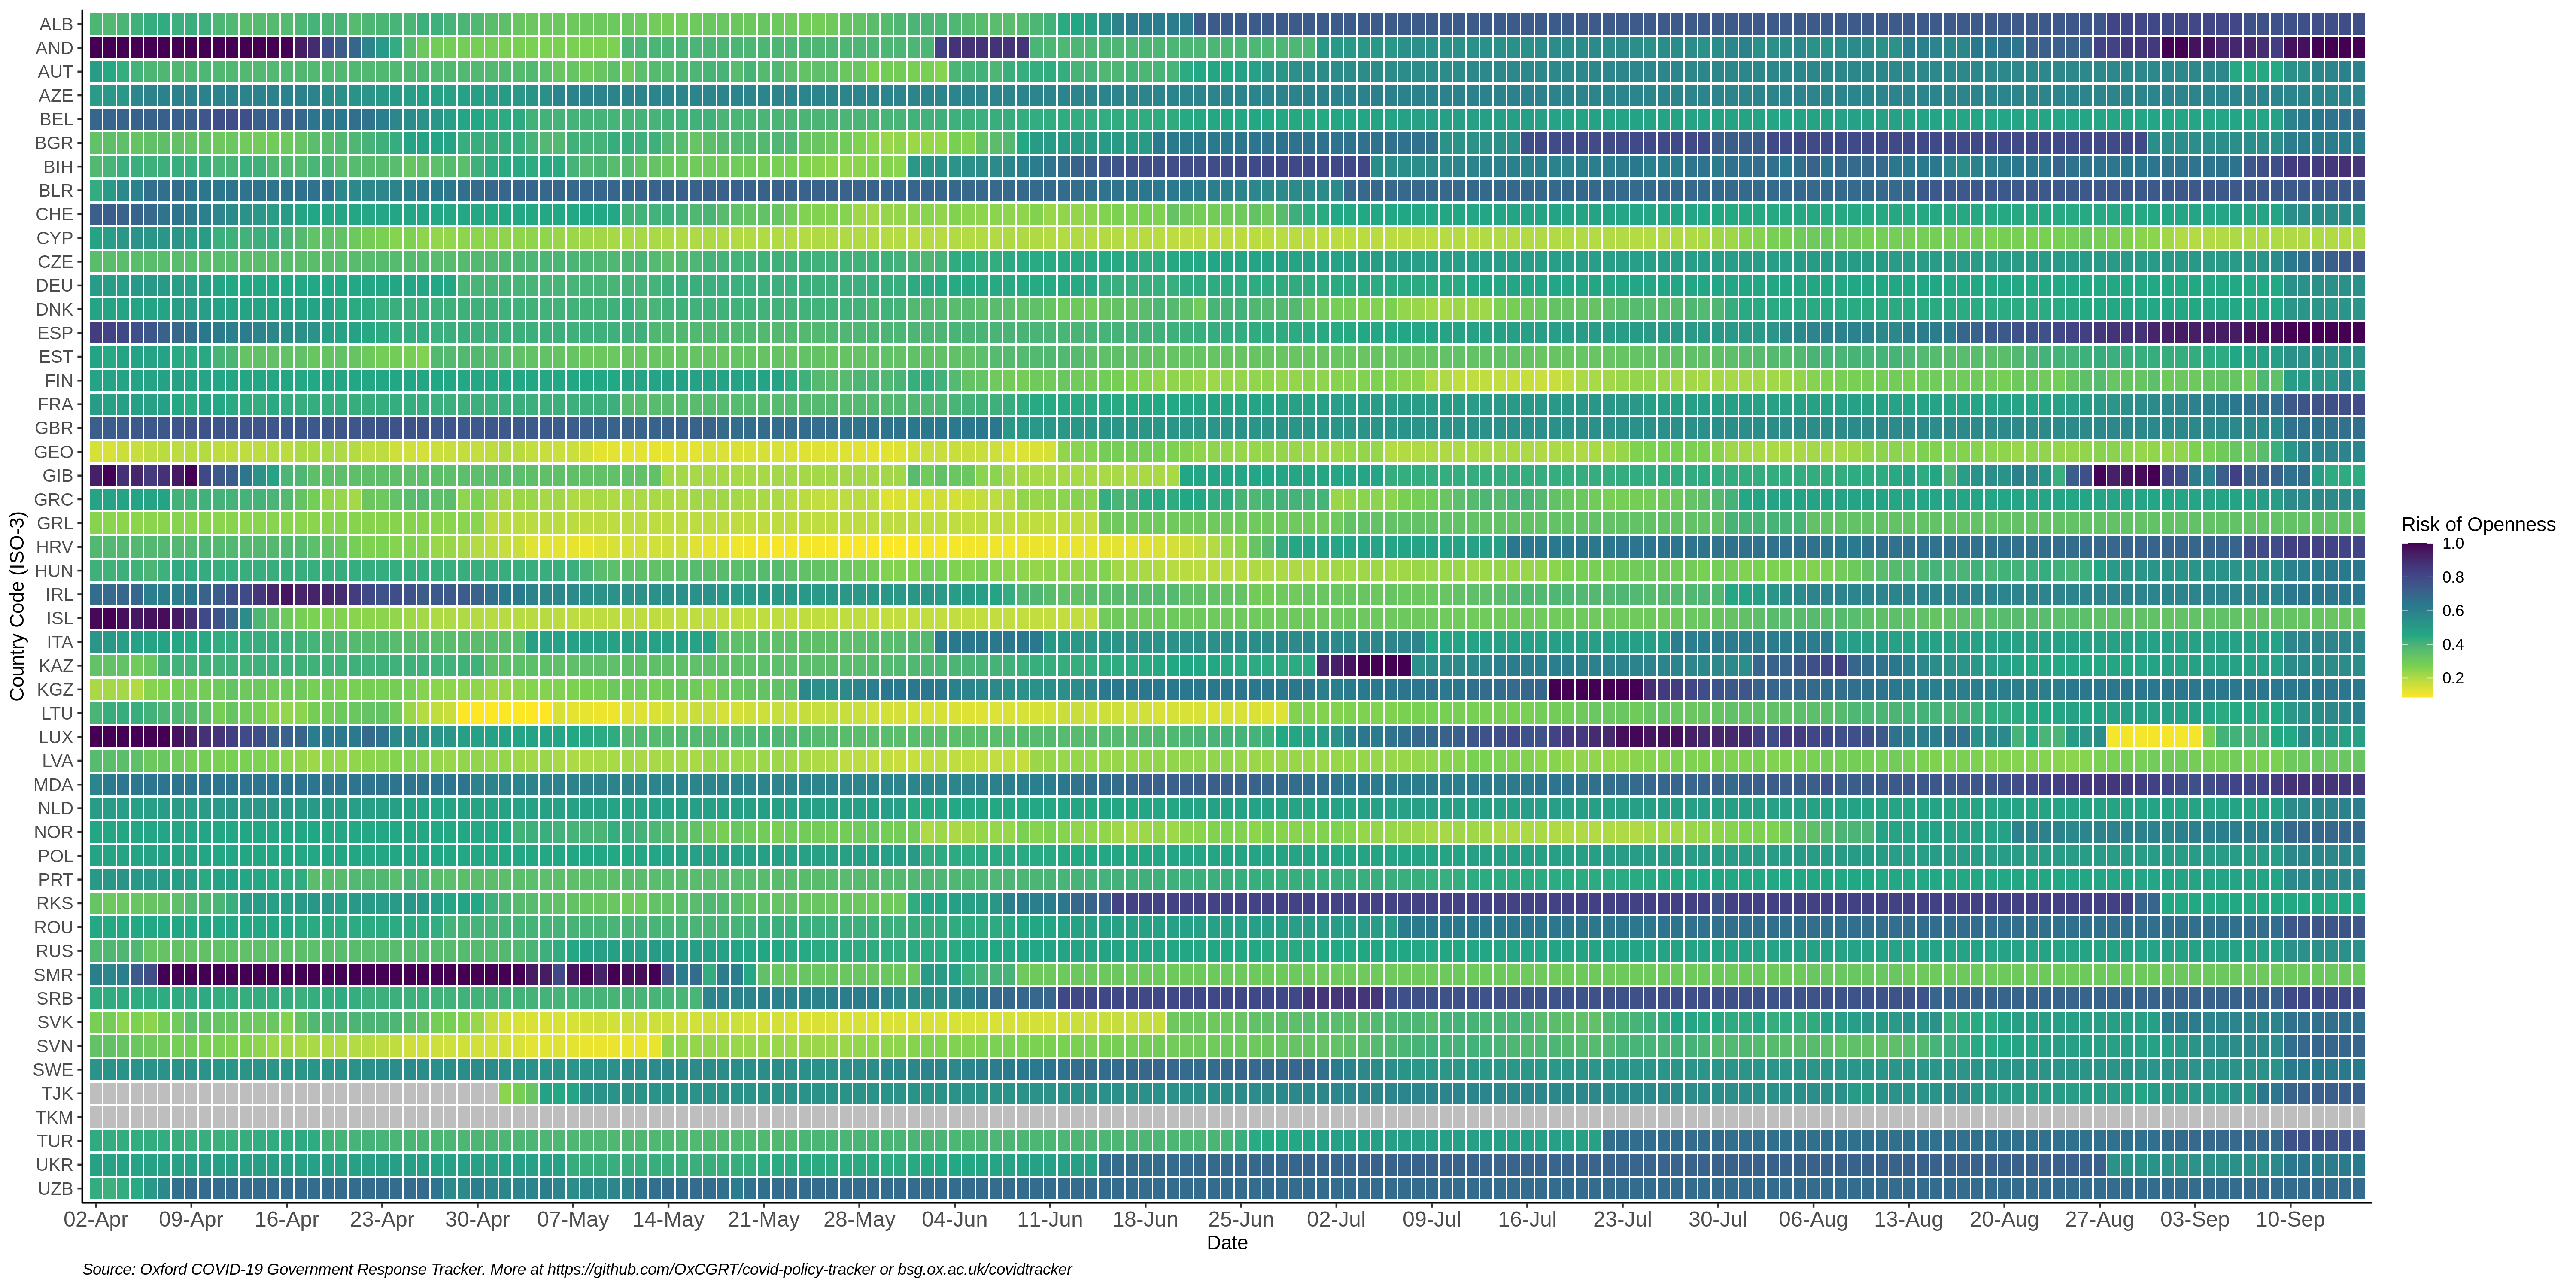 ALB
AND
AUT
AZE
BEL
BGR
BIH
BLR
CHE
CYP
CZE
DEU
DNK
ESP
EST
FIN
FRA
GBR
GEO
GIB
GRC
GRL
HRV
HUN
IRL
ISL
ITA
KAZ
KGZ
LTU
LUX
LVA
MDA
NLD
NOR
POL
PRT
RKS
ROU
RUS
SMR
SRB
SVK
SVN
SWE
TJK
TKM
TUR
UKR
UZB
Country Code (ISO-3)
02-Apr 09-Apr 16-Apr 23-Apr 30-Apr 07-May 14-May 21-May 28-May 04-Jun 11-Jun 18-Jun 25-Jun 02-Jul 09-Jul 16-Jul 23-Jul 30-Jul 06-Aug 13-Aug 20-Aug 27-Aug 03-Sep 10-Sep
Date
Risk of Openness
1.0
0.8
0.6
0.4
0.2
Source: Oxford COVID-19 Government Response Tracker. More at https://github.com/OxCGRT/covid-policy-tracker or bsg.ox.ac.uk/covidtracker